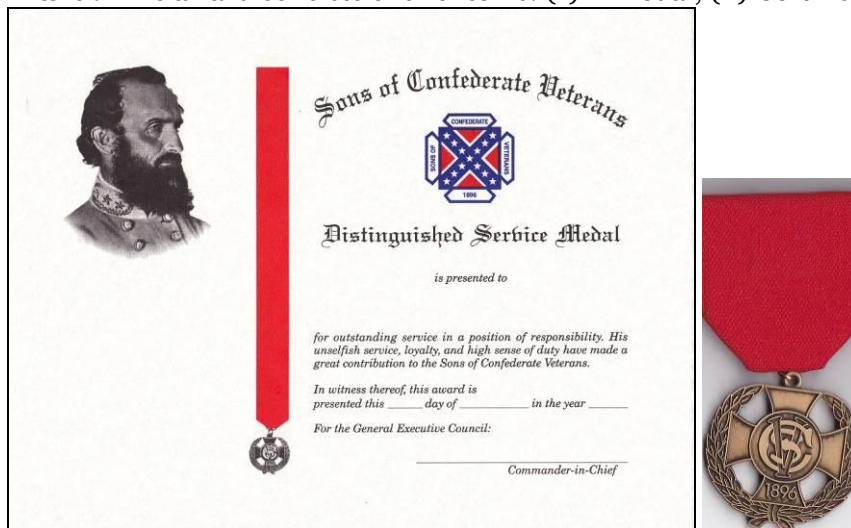 Sons of Confederate Veterans
CONFEDERATE
SONS OF
VETERANS
1896
Distinguished Service Medal
is presented to
for outstanding service in a position of responsibility. His
unselfish service, loyalty, and high sense of duty have made a
great contribution to the Sons of Confederate Veterans.
In witness thereof, this award is
presented this _____ day of _________ in the year _____
For the General Executive Council:
Commander-in-Chief
1896